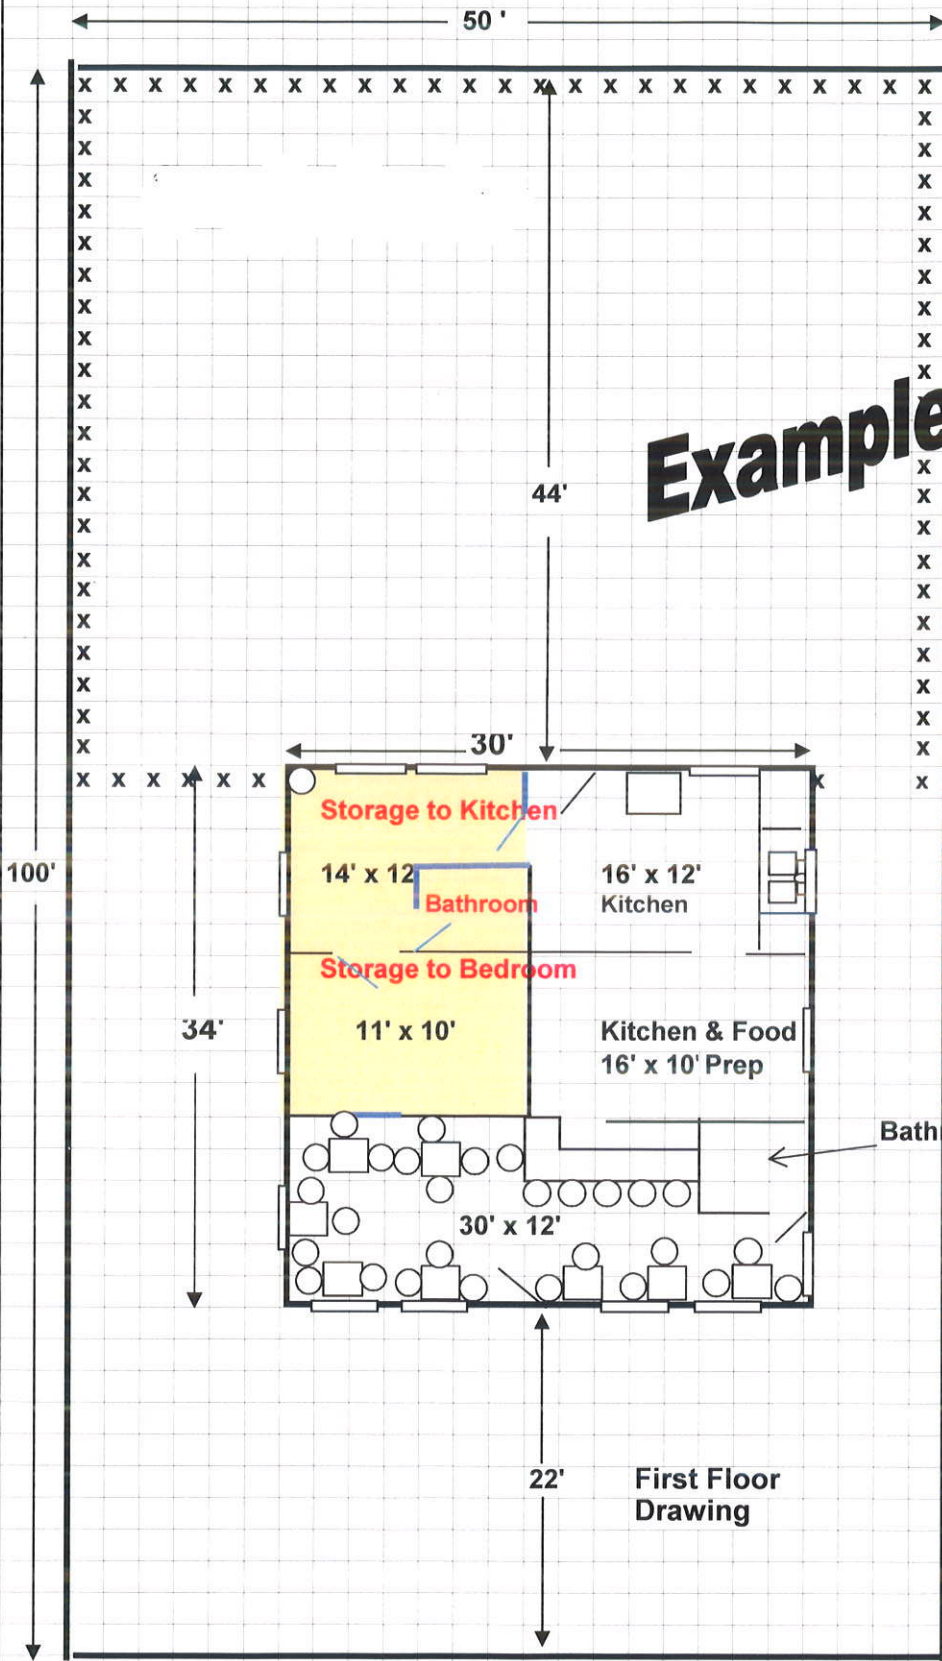 50 '
x x x x x x x x x x x x x x x x x x x x x x x x x
Example
44'
30'
100'
Storage to Kitchen
14' x 12
16' x 12'
Bathroom
Kitchen
Storage to Bedroom
34'
11' x 10'
Kitchen & Food
16' x 10' Prep
30' x 12'
22'
First Floor
Drawing